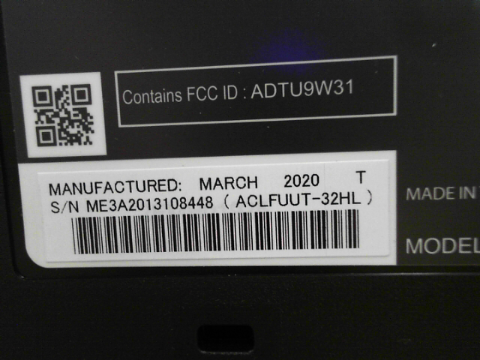 Contains FCC ID : ADTU9W31
MANUFACTURED: MARCH 2020 T
S/N ME3A2013108448 ( ACLFUUT-32HL )
MADE IN
MODEL